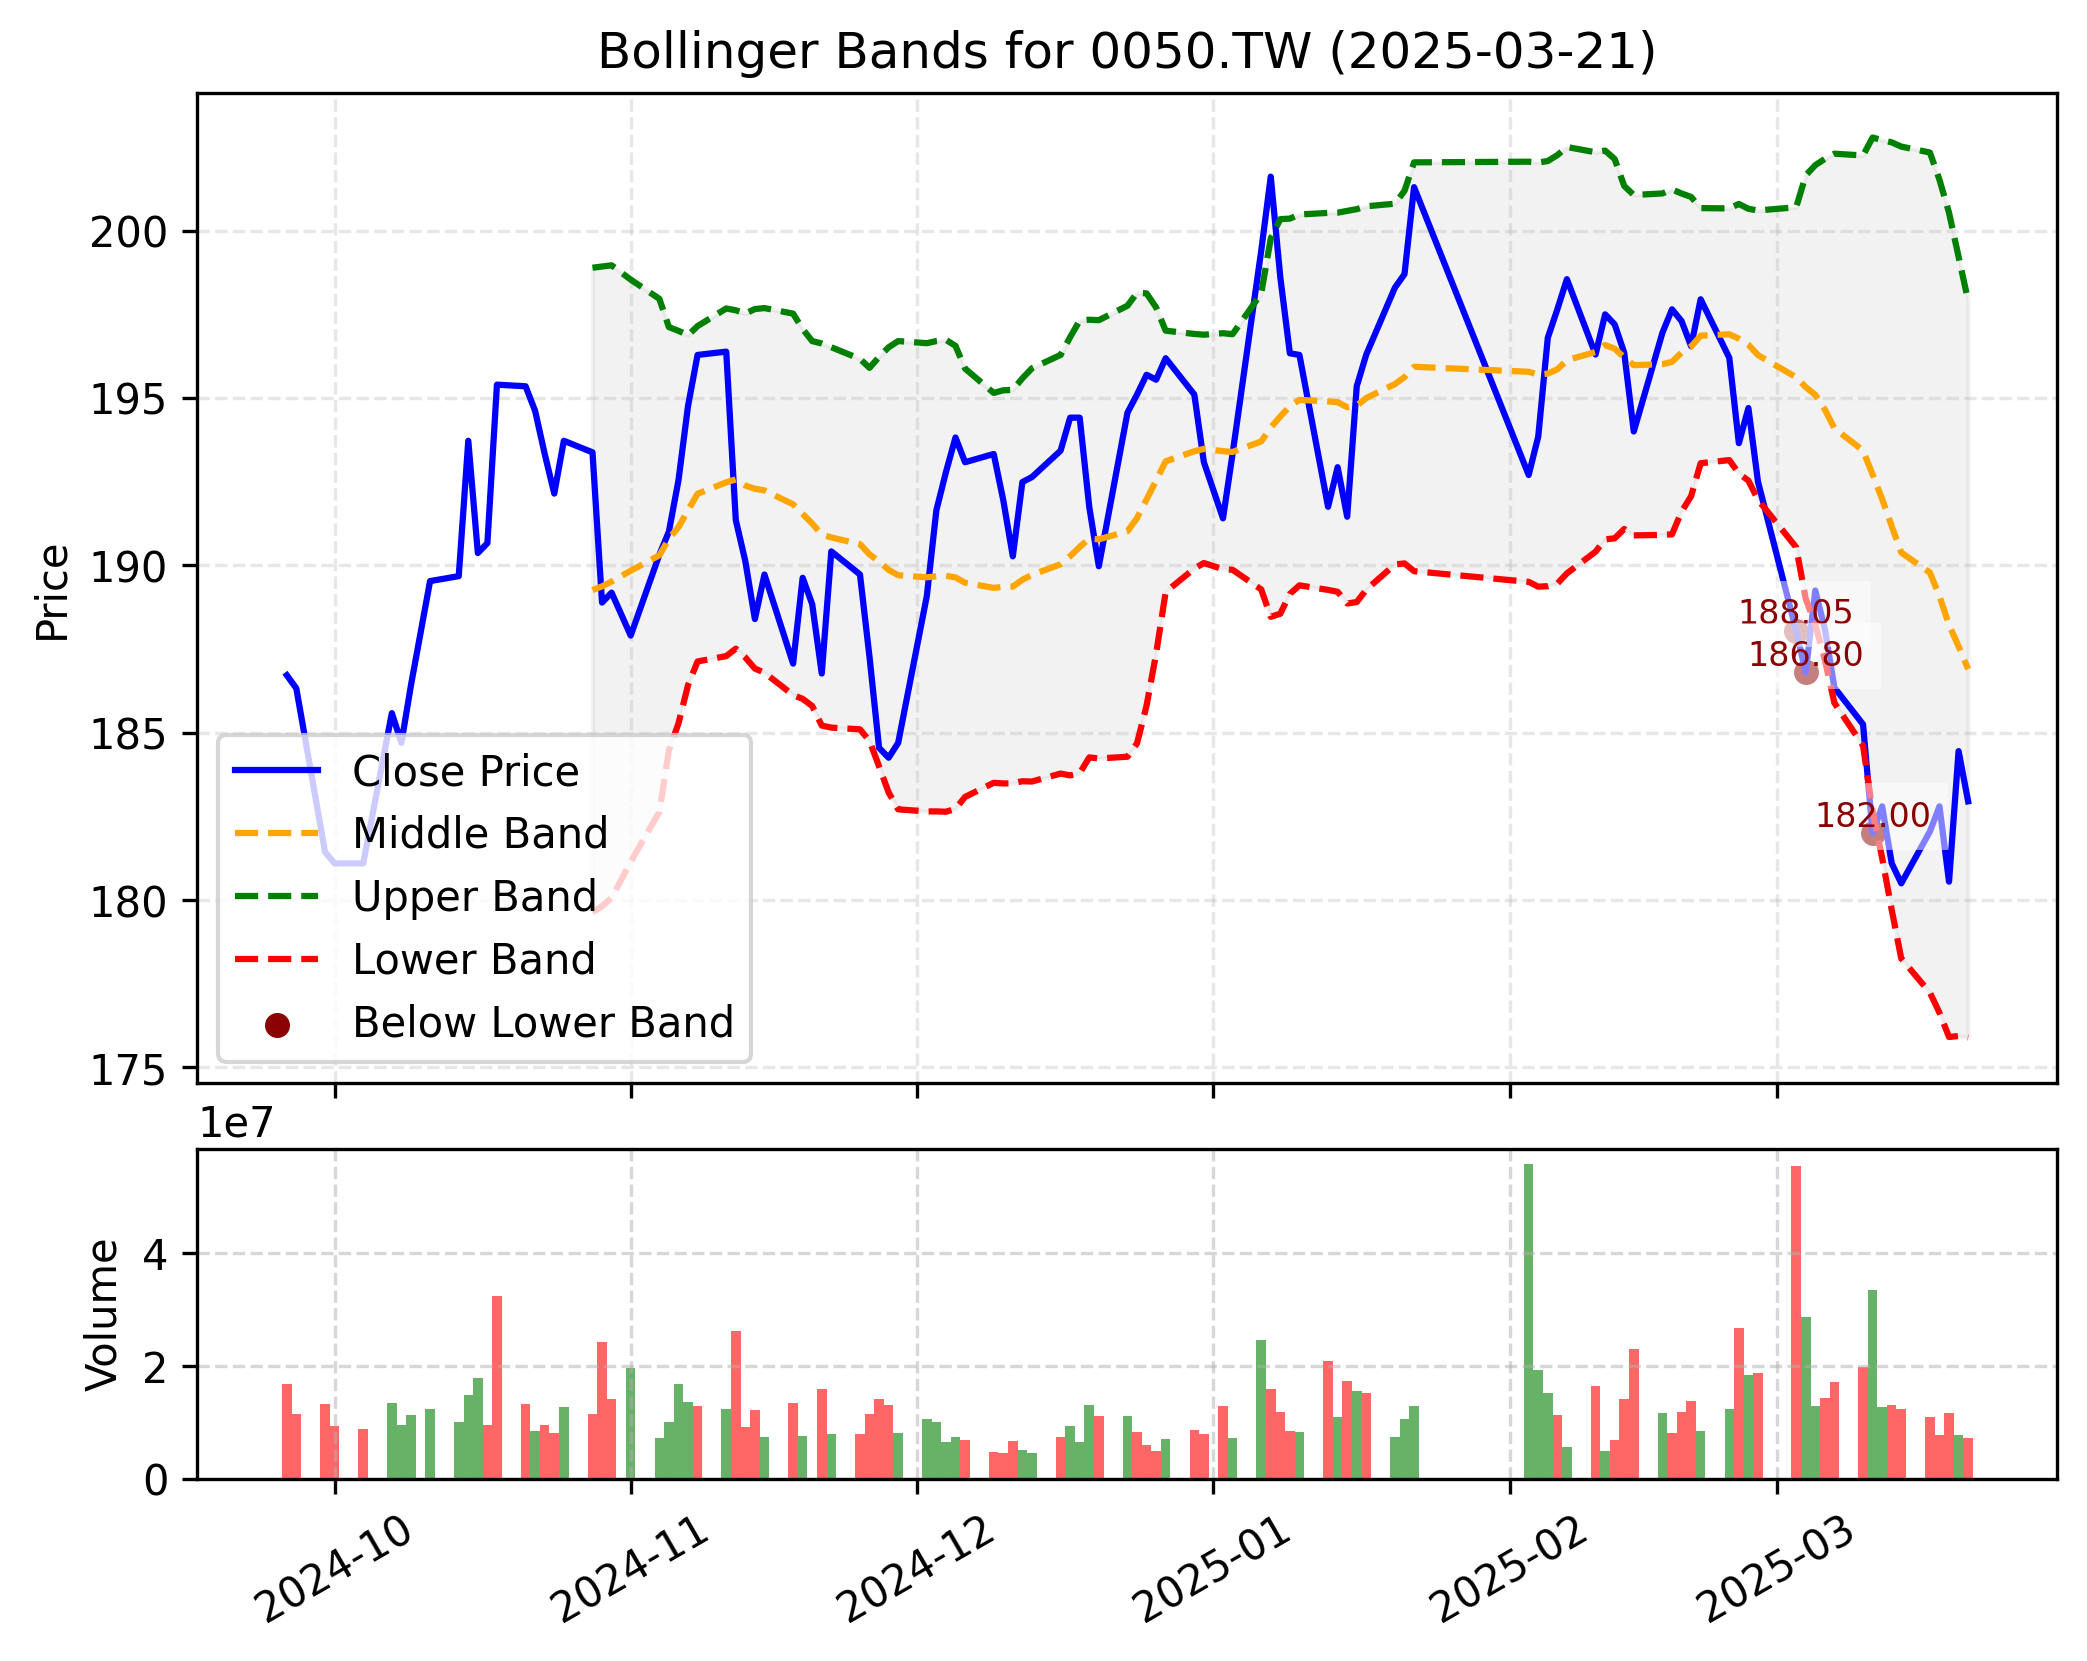 Bollinger Bands for 0050.TW (2025-03-21)
Price
200
195
190
185
180
175
188.05
186.80
182.00
Close Price
Middle Band
Upper Band
Lower Band
Below Lower Band
1e7
Volume
4
2
0
2024-10
2024-11
2024-12
2025-01
2025-02
2025-03